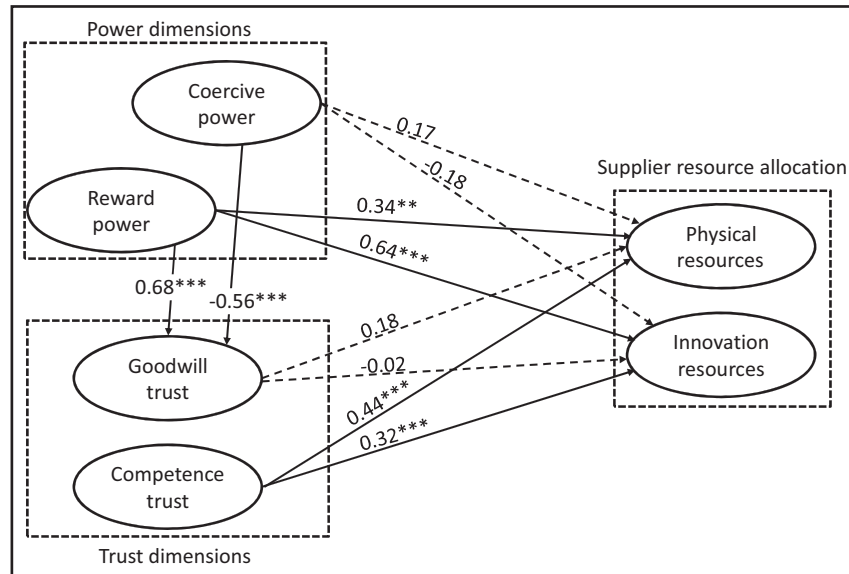 Power dimensions
Coercive
power
Reward
power
0.17
-0.18
Supplier resource allocation
0.34**
0.64***
Physical
resources
0.68***
-0.56***
0.18
Goodwill
trust
-0.02
Innovation
resources
0.44***
0.32***
Competence
trust
Trust dimensions